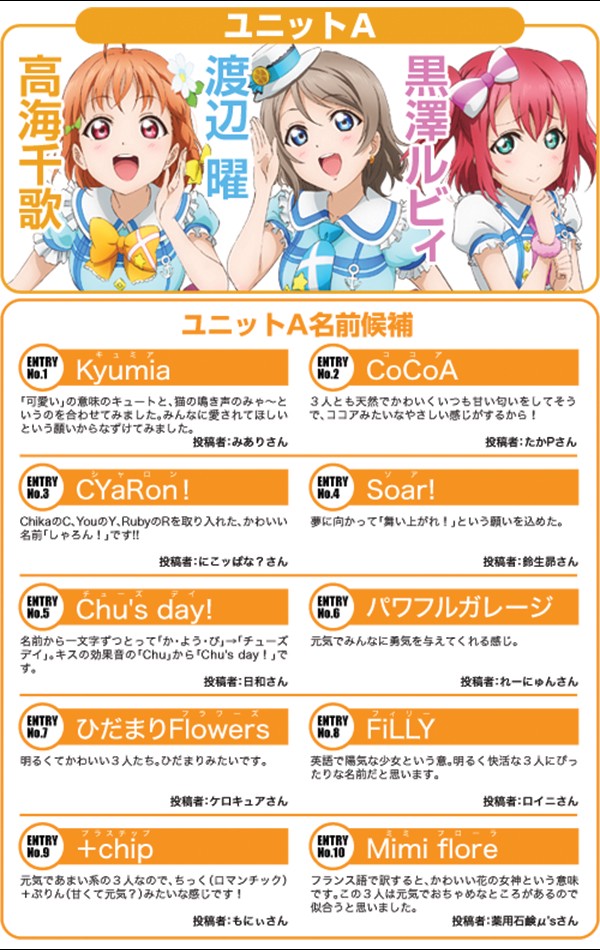 ユニットA
高海千歌
渡辺 曜
黒澤ルビィ
ユニットA名前候補
ENTRY
No.1
キュミア
Kyumia
「可愛い」の意味のキュートと、猫の鳴き声のみゃ〜と
いうのを合わせてみました。みんなに愛されてほしい
という願いからなずけてみました。
投稿者:みありさん
ENTRY
No.2
ココア
CoCoA
3人とも天然でかわいくいつも甘い匂いをしてそう
で、ココアみたいなやさしい感じがするから!
投稿者:たかPさん
ENTRY
No.3
シャロン
CYaRon!
ChikaのC、YouのY、RubyのRを取り入れた、かわいい
名前「しゃろん!」です!!
投稿者:にこッぱな?さん
ENTRY
No.4
ソアー
Soar!
夢に向かって「舞い上がれ!」という願いを込めた。
投稿者:鈴生昴さん
ENTRY
No.5
チューズ デイ
Chu's day!
名前から一文字ずつとって「か・よう・び」→「チューズ
デイ」。キスの効果音の「Chu」から「Chu's day!」で
す。
投稿者:日和さん
ENTRY
No.6
パワフルガレージ
元気でみんなに勇気を与えてくれる感じ。
投稿者:れーにゅんさん
ENTRY
No.7
フラワーズ
ひだまりFlowers
明るくてかわいい3人たち。ひだまりみたいです。
投稿者:ケロキュアさん
ENTRY
No.8
フィリー
FiLLY
英語で陽気な少女という意。明るく快活な3人にぴっ
たりな名前だと思います。
投稿者:ロイニさん
ENTRY
No.9
プラスチップ
+chip
元気であまい系の3人なので、ちっく(ロマンチック)
+ぷりん(甘くて元気?)みたいな感じです!
投稿者:もにぃさん
ENTRY
No.10
ミミ フローラ
Mimi flore
フランス語で訳すると、かわいい花の女神という意味
です。この3人は元気でおちゃめなところがあるので
似合うと思いました。
投稿者:薬用石鹸μ'sさん